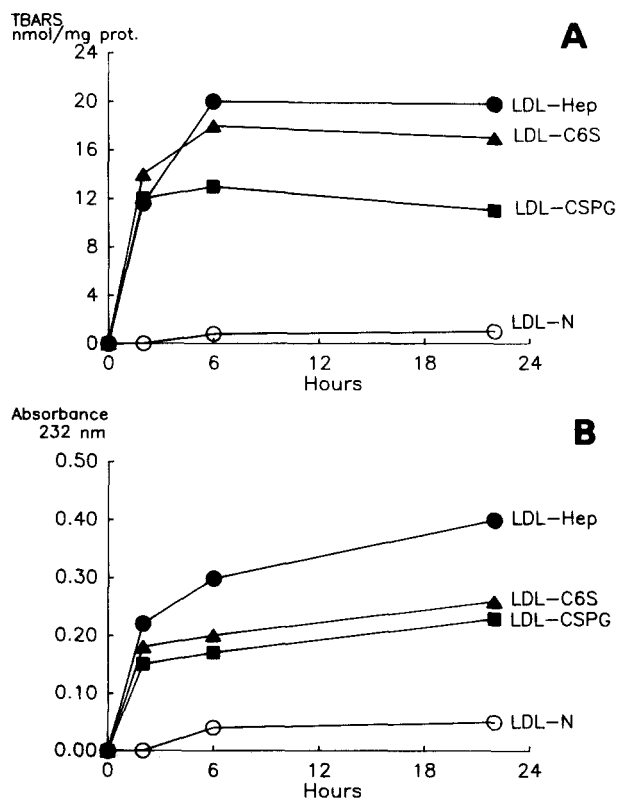 TBARS
nmol/mg prot.
A
24
20
16
12
8
4
0
LDL-Hep
LDL-C6S
LDL-CSPG
LDL-N
0 6 12 18 24
Hours
Absorbance
232 nm
B
0.50
0.40
0.30
0.20
0.10
0.00
LDL-Hep
LDL-C6S
LDL-CSPG
LDL-N
0 6 12 18 24
Hours